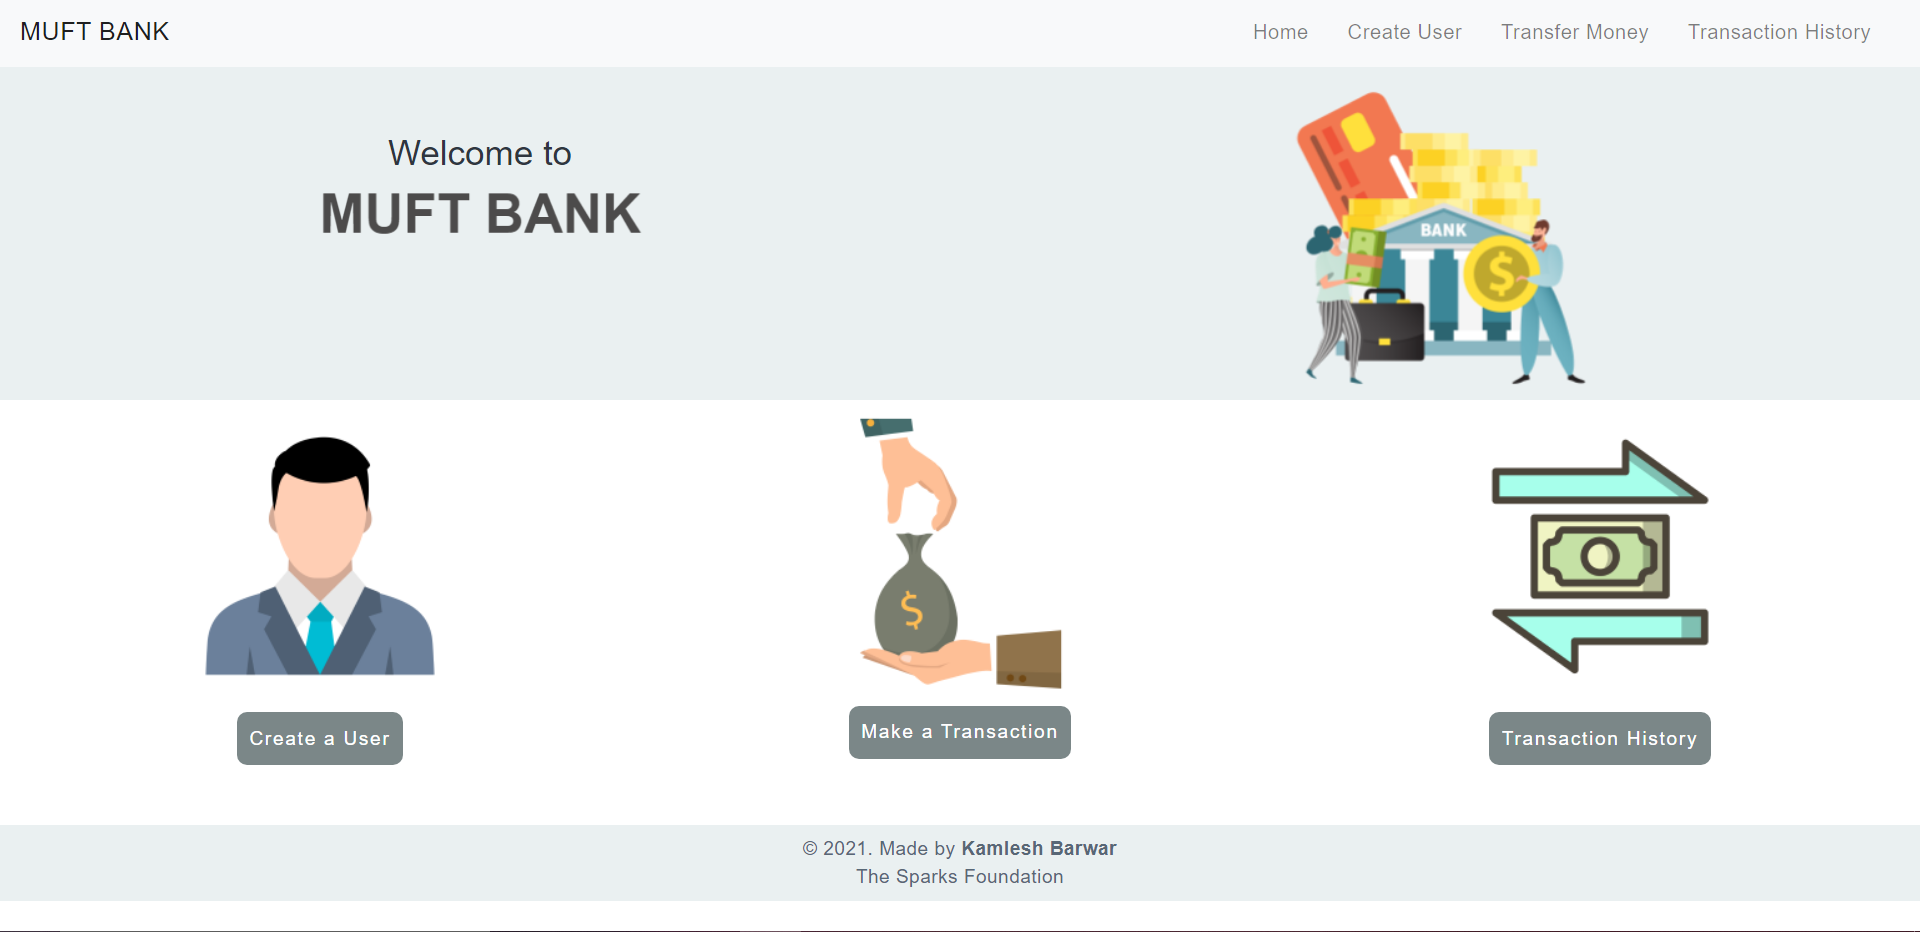 MUFT BANK
Home
Create User
Transfer Money
Transaction History
Welcome to
MUFT BANK
BANK
$
$
Create a User
Make a Transaction
Transaction History
© 2021. Made by Kamlesh Barwar
The Sparks Foundation